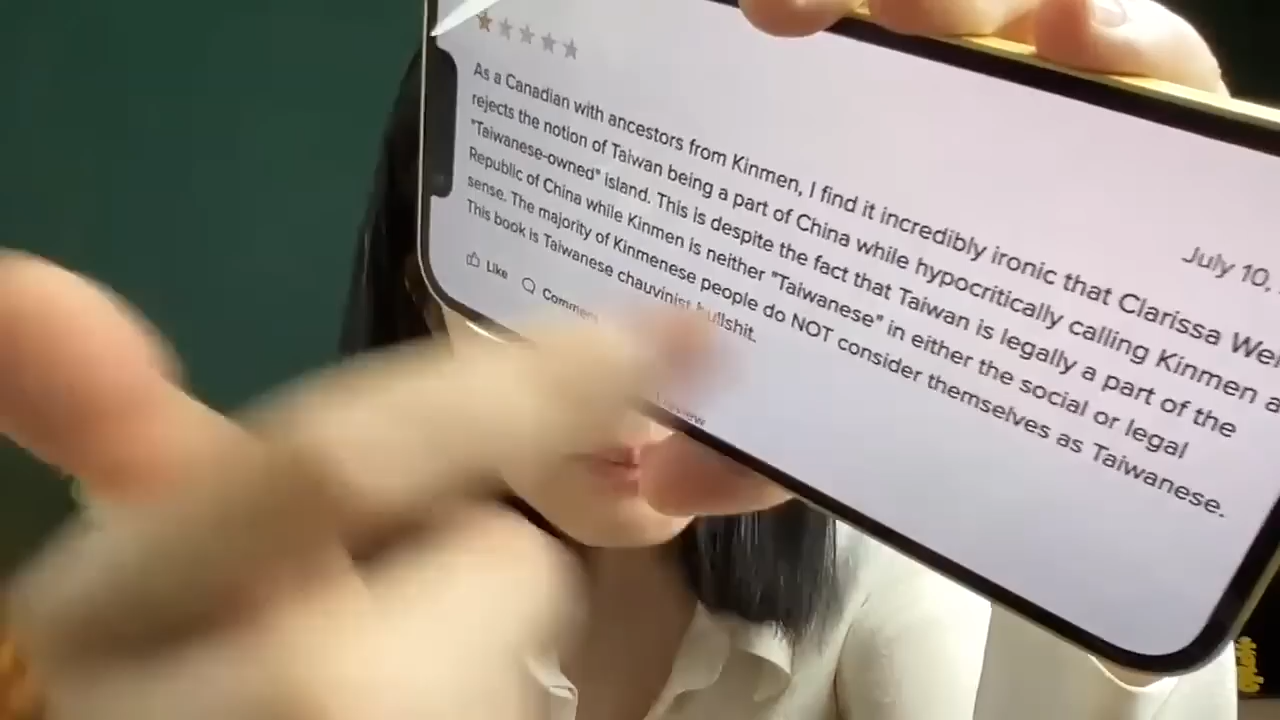 July 10,
As a Canadian with ancestors from Kinmen, I find it incredibly ironic that Clarissa Wei
rejects the notion of Taiwan being a part of China while hypocritically calling Kinmen a
"Taiwanese-owned" island. This is despite the fact that Taiwan is legally a part of the
Republic of China while Kinmen is neither "Taiwanese" in either the social or legal
sense. The majority of Kinmenese people do NOT consider themselves as Taiwanese.
This book is Taiwanese chauvinist bullshit.
Like
Comment